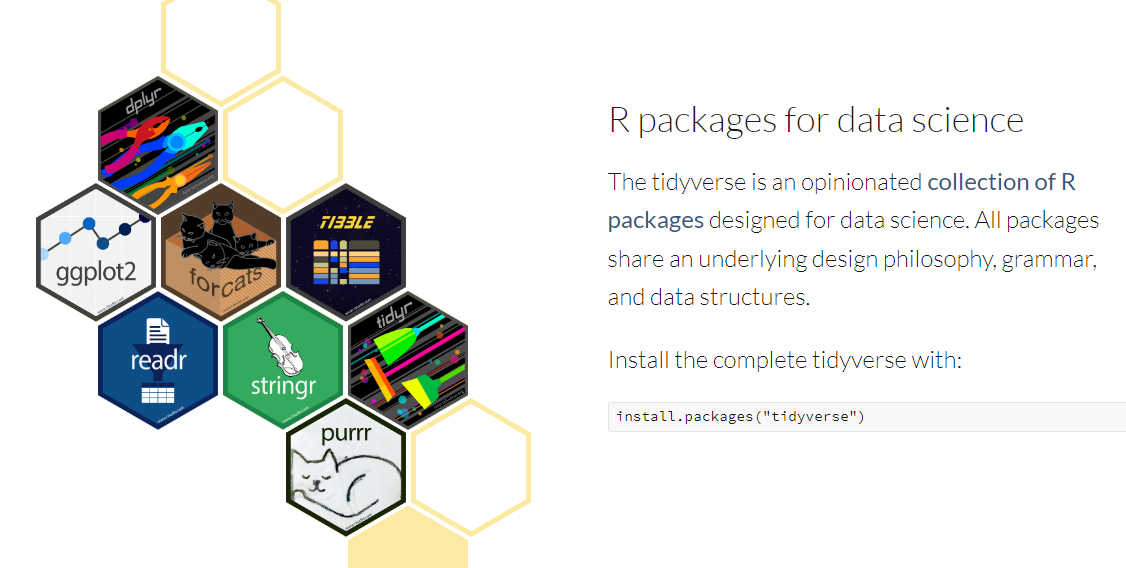 dplyr
ggplot2
forcats
TIBBLE
readr
stringr
tidyr
purrr
R packages for data science
The tidyverse is an opinionated collection of R
packages designed for data science. All packages
share an underlying design philosophy, grammar,
and data structures.
Install the complete tidyverse with:
install.packages("tidyverse")